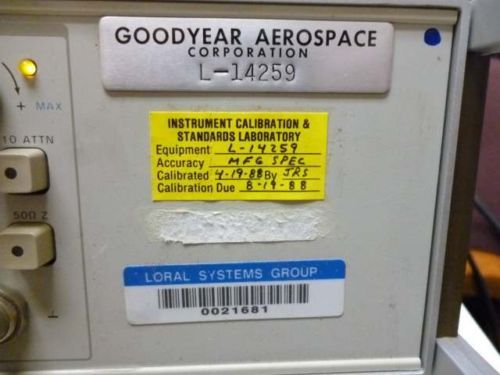 GOODYEAR AEROSPACE
CORPORATION
L-14259
+ MAX
10 ATTN
50Ω Z
INSTRUMENT CALIBRATION &
STANDARDS LABORATORY
Equipment L-14259
Accuracy MFG SPEC
Calibrated 4-19-88 By JRS
Calibration Due 8-19-88
LORAL SYSTEMS GROUP
0021681